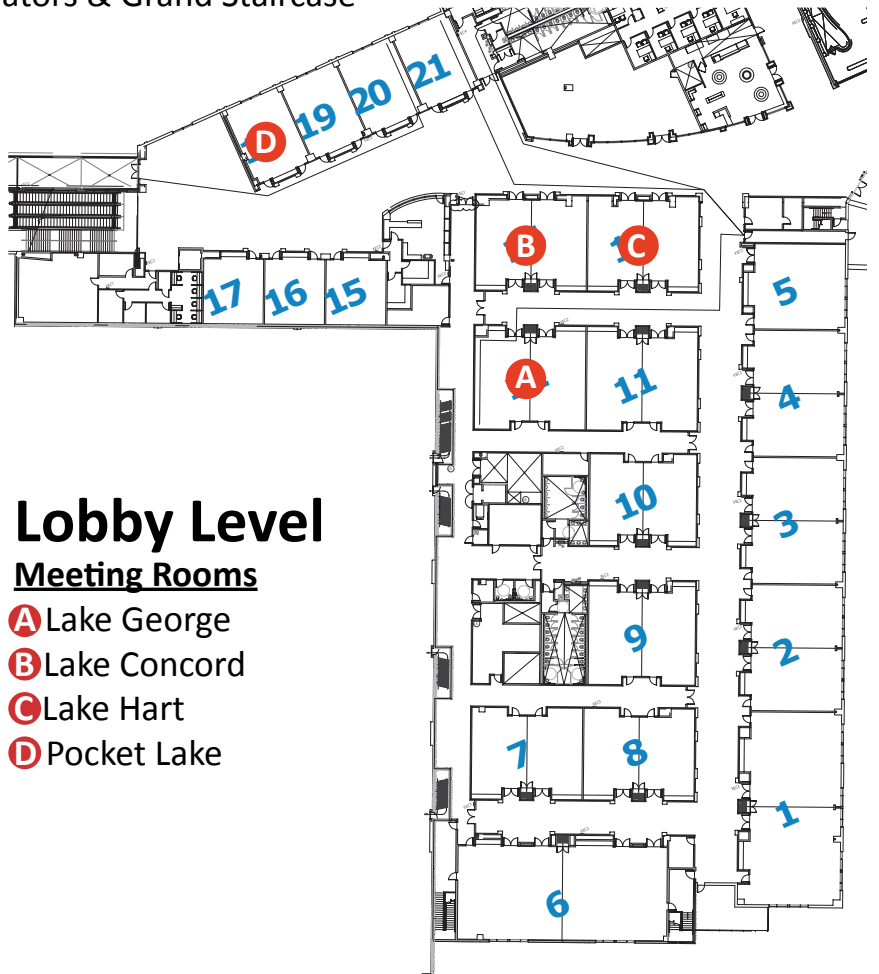 ators & Grand Staircase
21
20
19
D
B
C
17
16
15
5
A
11
4
10
3
9
2
7
8
1
6
Lobby Level
Meeting Rooms
A Lake George
B Lake Concord
C Lake Hart
D Pocket Lake